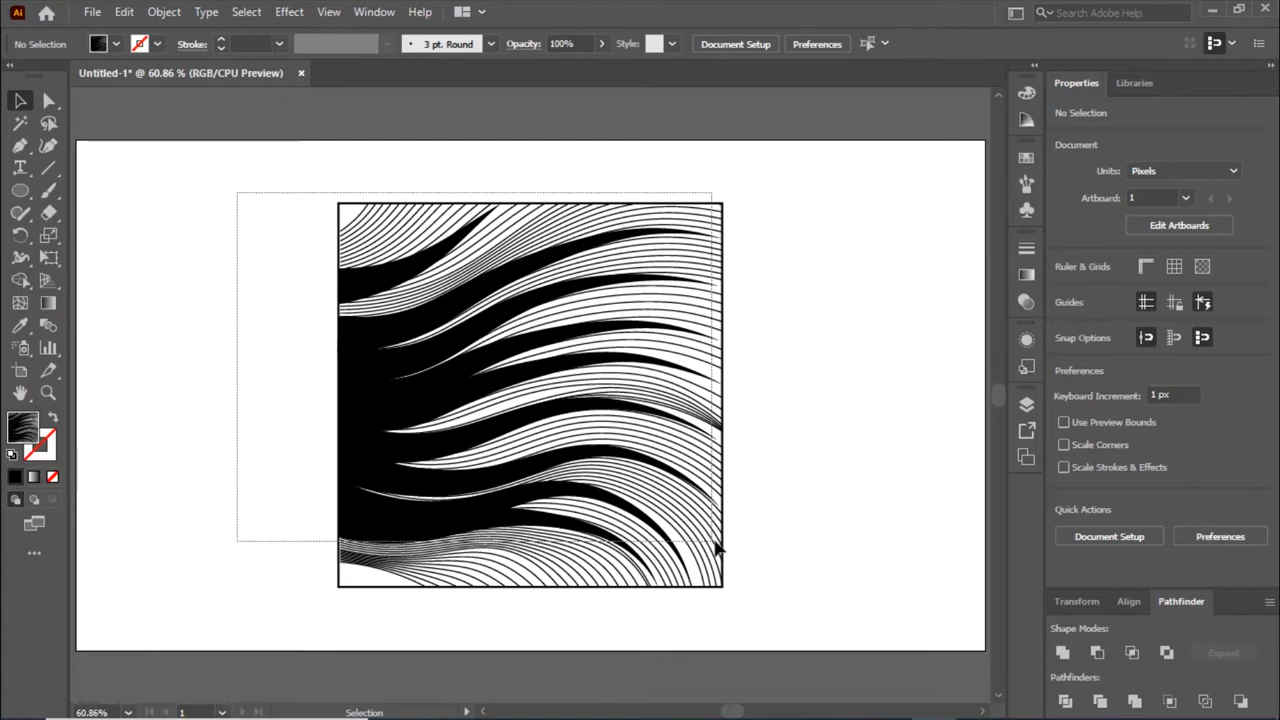 Ai File Edit Object Type Select Effect View Window Help Search Adobe Help
No Selection Stroke: 3 pt. Round Opacity: 100% Style: Document Setup Preferences
Untitled-1* @ 60.86 % (RGB/CPU Preview)
Properties Libraries
No Selection
Document
Units: Pixels
Artboard: 1
Edit Artboards
Ruler & Grids
Guides
Snap Options
Preferences
Keyboard Increment: 1 px
Use Preview Bounds
Scale Corners
Scale Strokes & Effects
Quick Actions
Document Setup Preferences
Transform Align Pathfinder
Shape Modes:
Expand
Pathfinders:
60.86% 1 Selection